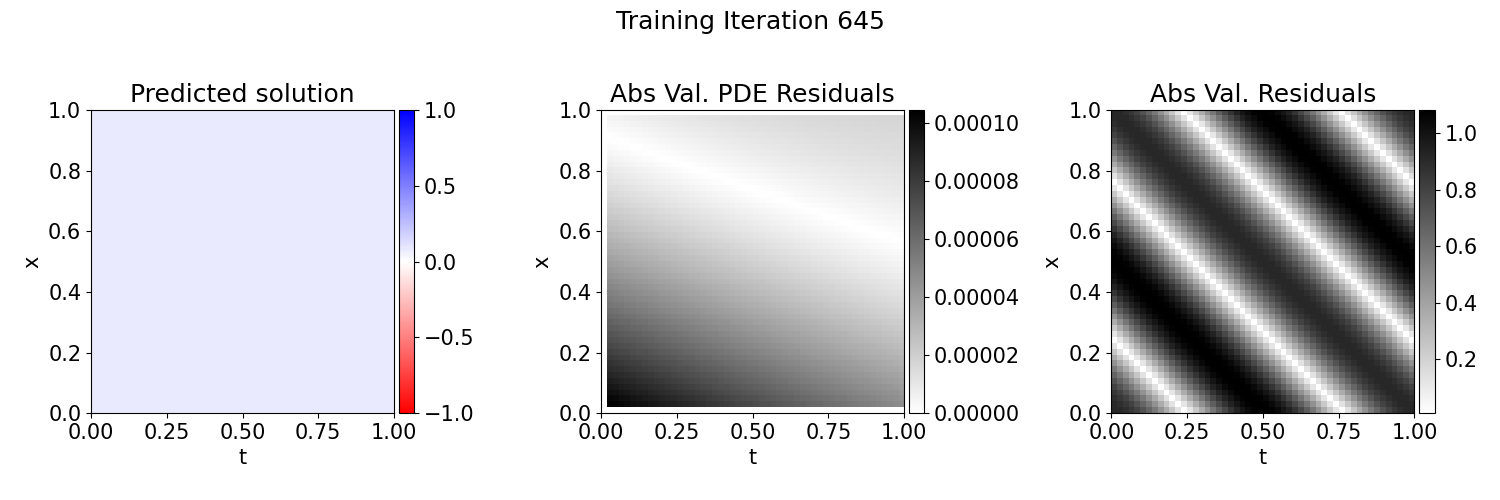 Training Iteration 645
Predicted solution
1.0
0.8
0.6
0.4
0.2
0.0
x
0.00 0.25 0.50 0.75 1.00
t
1.0
0.5
0.0
−0.5
−1.0
Abs Val. PDE Residuals
1.0
0.8
0.6
0.4
0.2
0.0
x
0.00 0.25 0.50 0.75 1.00
t
0.00010
0.00008
0.00006
0.00004
0.00002
0.00000
Abs Val. Residuals
1.0
0.8
0.6
0.4
0.2
0.0
x
0.00 0.25 0.50 0.75 1.00
t
1.0
0.8
0.6
0.4
0.2